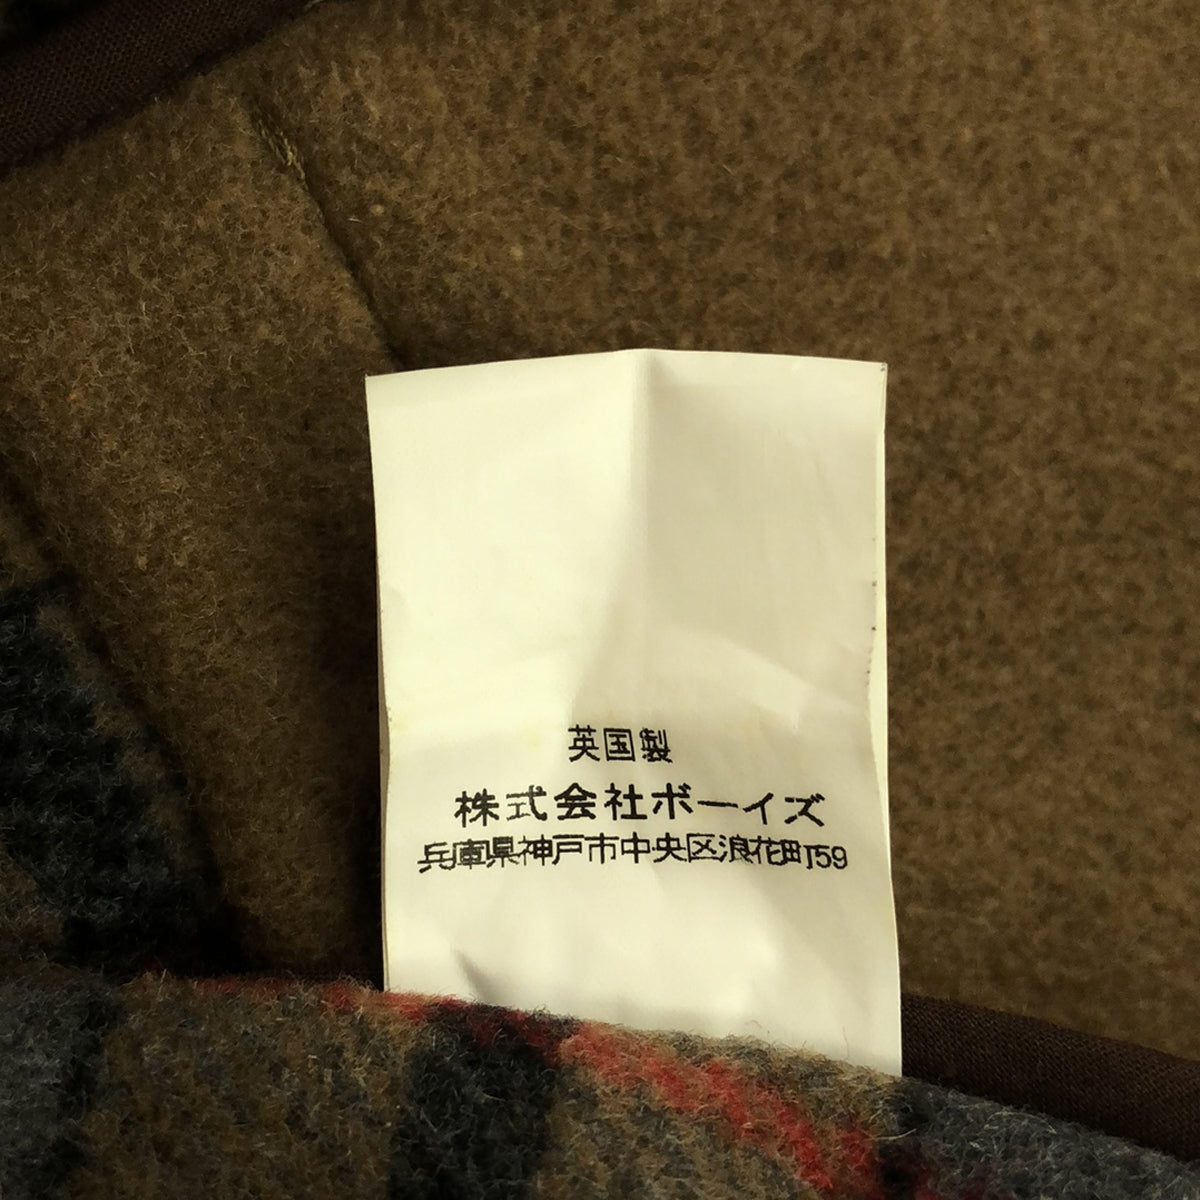 英国製
株式会社ボーイズ
兵庫県神戸市中央区浪花町59